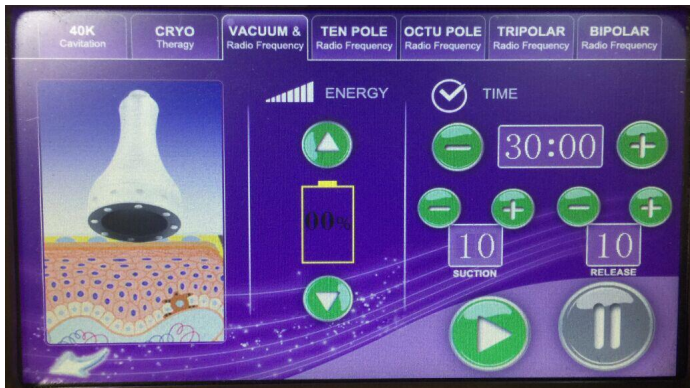 40K
Cavitation
CRYO
Theragy
VACUUM &
Radio Frequency
TEN POLE
Radio Frequency
OCTU POLE
Radio Frequency
TRIPOLAR
Radio Frequency
BIPOLAR
Radio Frequency
ENERGY
TIME
30:00
00%
10
10
SUCTION
RELEASE